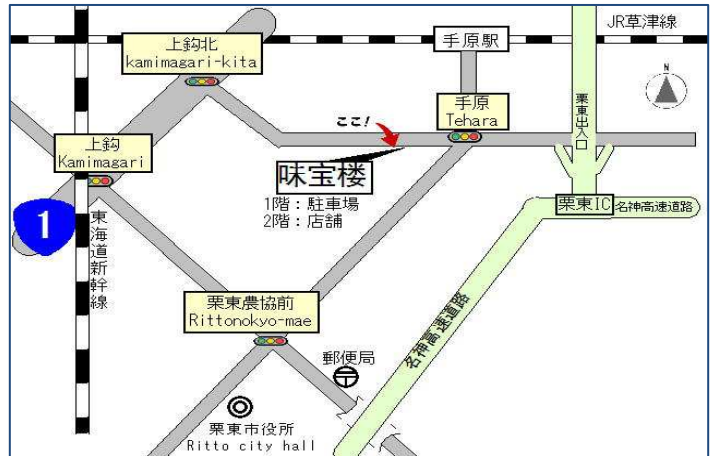 JR草津線
上鈎北
kamimagari-kita
手原駅
手原
Tehara
ここ!
栗東出入口
N
上鈎
Kamimagari
味宝楼
1階：駐車場
2階：店舗
1
東海道新幹線
栗東IC
名神高速道路
栗東農協前
Rittonokyo-mae
名神高速道路
郵便局
栗東市役所
Ritto city hall